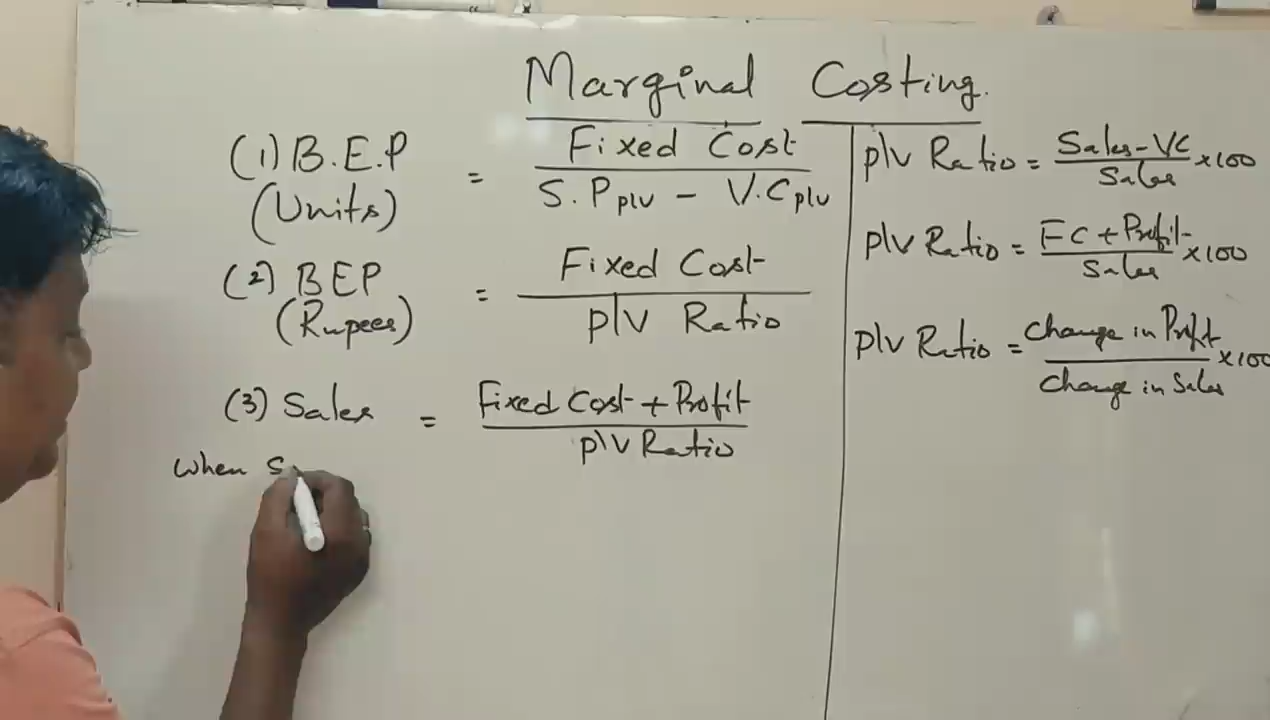 Marginal Costing.
(1) B.E.P (Units) = Fixed Cost / S.P p/v - V.C p/v
(2) BEP (Rupees) = Fixed Cost / P/V Ratio
(3) Sales = Fixed Cost + Profit / P/V Ratio
When S
P/V Ratio = Sales - VC / Sales × 100
P/V Ratio = FC + Profit / Sales × 100
P/V Ratio = Change in Profit / Change in Sales × 100